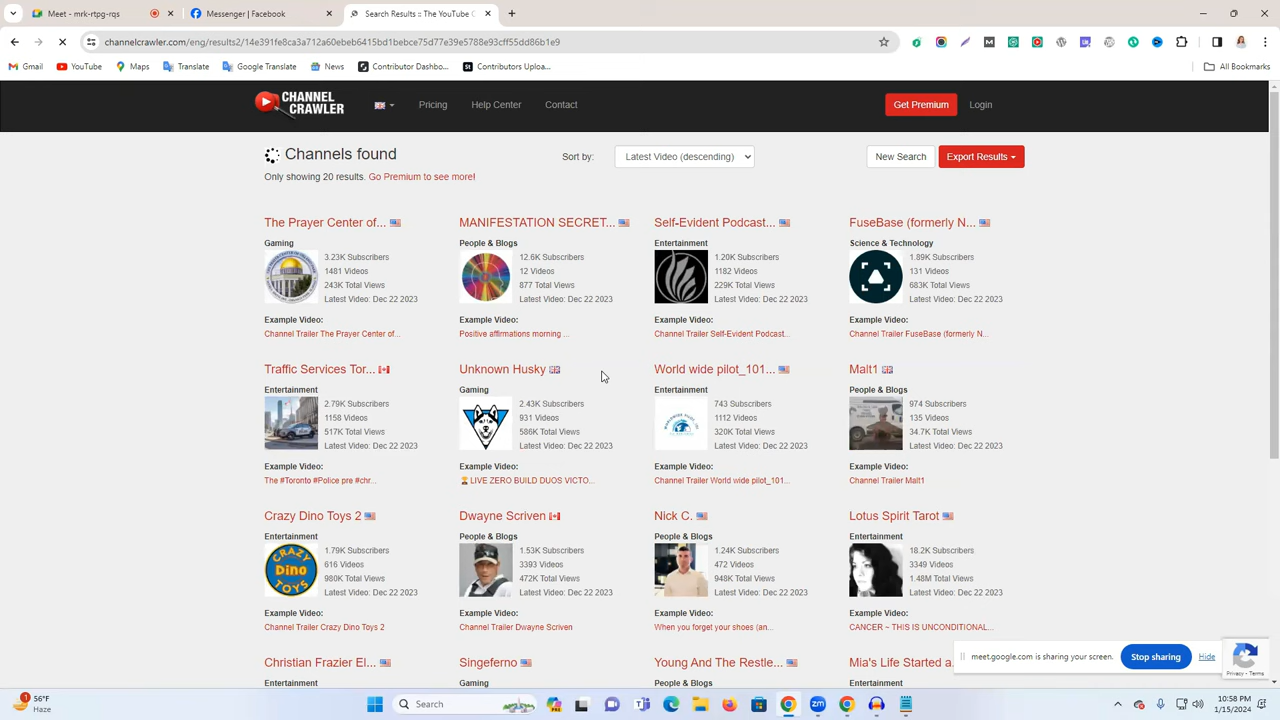 Meet - mrk-rtpg-rqs
Messenger | Facebook
Search Results - The YouTube C
channelcrawler.com/eng/results2/14e391fe8ca3a712a60ebeb6415bd1bebce75d77e39e5788e93cff55dd86b1e9
Gmail YouTube Maps Translate Google Translate News Contributor Dashbo... Contributors Uploa... All Bookmarks
CHANNEL CRAWLER Pricing Help Center Contact Get Premium Login
Channels found Sort by: Latest Video (descending) New Search Export Results
Only showing 20 results. Go Premium to see more!
The Prayer Center of... MANIFESTATION SECRET... Self-Evident Podcast... FuseBase (formerly N...
Gaming People & Blogs Entertainment Science & Technology
3.23K Subscribers 12.6K Subscribers 1.20K Subscribers 1.89K Subscribers
1481 Videos 12 Videos 1182 Videos 131 Videos
243K Total Views 877 Total Views 229K Total Views 683K Total Views
Latest Video: Dec 22 2023 Latest Video: Dec 22 2023 Latest Video: Dec 22 2023 Latest Video: Dec 22 2023
Example Video: Example Video: Example Video: Example Video:
Channel Trailer The Prayer Center of... Positive affirmations morning ... Channel Trailer Self-Evident Podcast... Channel Trailer FuseBase (formerly N...
Traffic Services Tor... Unknown Husky World wide pilot_101... Malt1
Entertainment Gaming Entertainment People & Blogs
2.79K Subscribers 2.43K Subscribers 743 Subscribers 974 Subscribers
1158 Videos 931 Videos 1112 Videos 135 Videos
517K Total Views 586K Total Views 320K Total Views 34.7K Total Views
Latest Video: Dec 22 2023 Latest Video: Dec 22 2023 Latest Video: Dec 22 2023 Latest Video: Dec 22 2023
Example Video: Example Video: Example Video: Example Video:
The #Toronto #Police pre #chr... 🏆LIVE ZERO BUILD DUOS VICTO... Channel Trailer World wide pilot_101... Channel Trailer Malt1
Crazy Dino Toys 2 Dwayne Scriven Nick C. Lotus Spirit Tarot
Entertainment People & Blogs People & Blogs Entertainment
CRAZY Dino TOYS
1.79K Subscribers 1.53K Subscribers 1.24K Subscribers 18.2K Subscribers
616 Videos 3393 Videos 472 Videos 3349 Videos
980K Total Views 472K Total Views 948K Total Views 1.48M Total Views
Latest Video: Dec 22 2023 Latest Video: Dec 22 2023 Latest Video: Dec 22 2023 Latest Video: Dec 22 2023
Example Video: Example Video: Example Video: Example Video:
Channel Trailer Crazy Dino Toys 2 Channel Trailer Dwayne Scriven When you forget your shoes (an... CANCER ~ THIS IS UNCONDITIONAL...
meet.google.com is sharing your screen. Stop sharing Hide
Privacy - Terms
Christian Frazier El... Singeferno Young And The Restle... Mia's Life Started a
Entertainment Gaming Entertainment Entertainment
56°F
Haze
Search
10:58 PM
1/15/2024